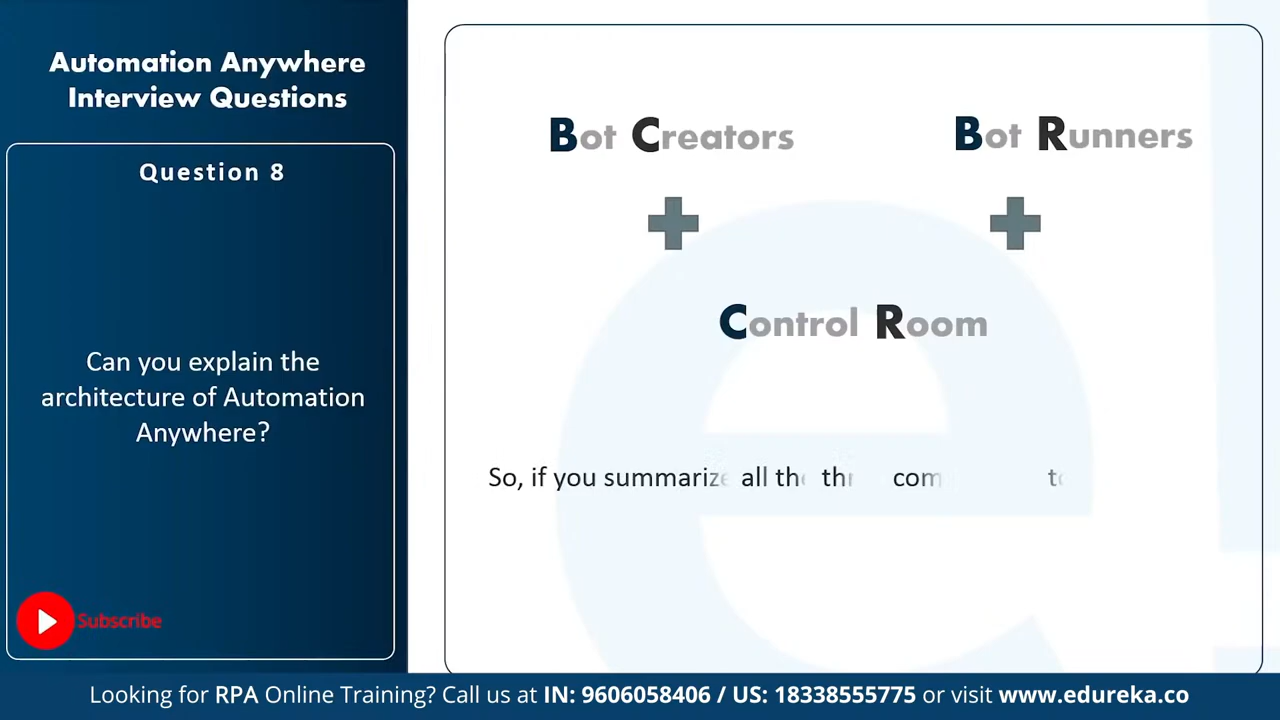 Automation Anywhere
Interview Questions
Question 8
Can you explain the
architecture of Automation
Anywhere?
Subscribe
Bot Creators
Bot Runners
Control Room
So, if you summarize all the
Looking for RPA Online Training? Call us at IN: 9606058406 / US: 18338555775 or visit www.edureka.co